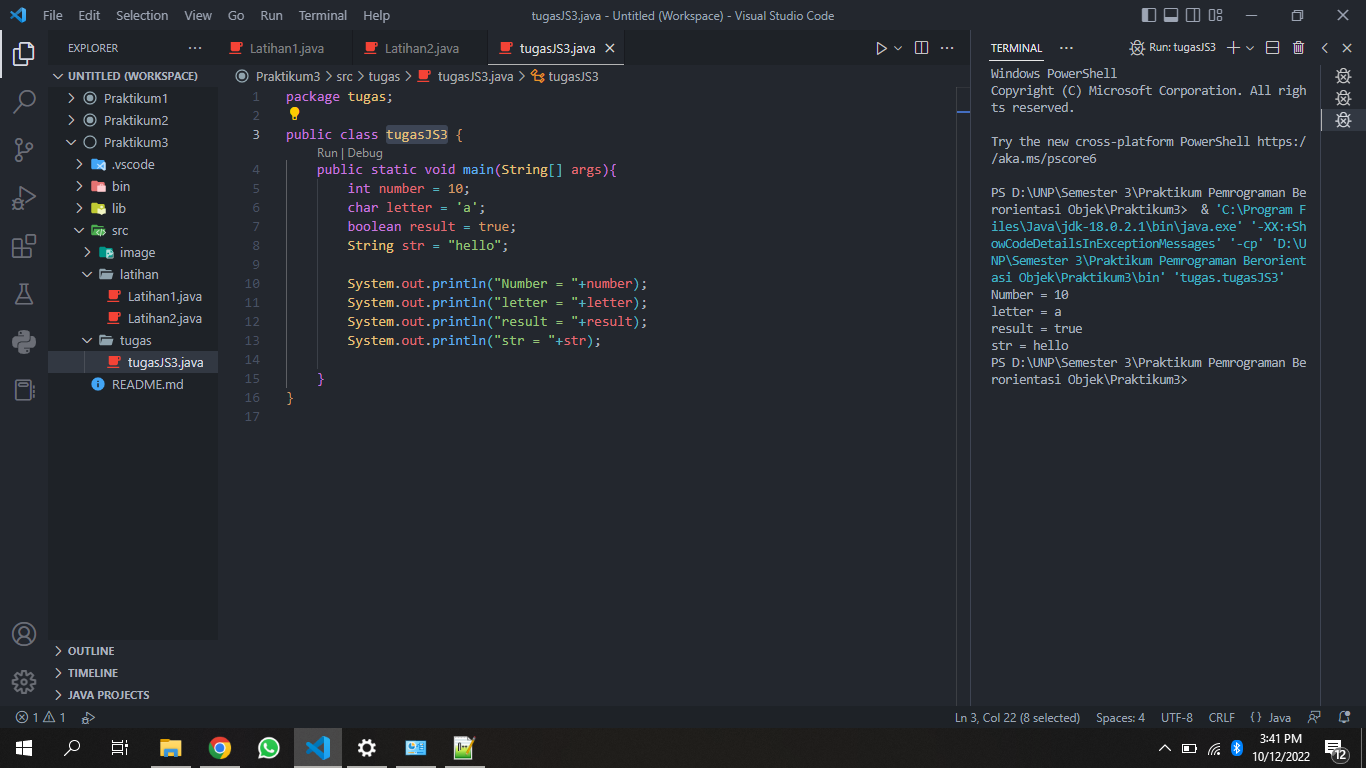 File Edit Selection View Go Run Terminal Help
tugasJS3.java - Untitled (Workspace) - Visual Studio Code
EXPLORER
UNTITLED (WORKSPACE)
Praktikum1
Praktikum2
Praktikum3
.vscode
bin
lib
src
image
latihan
Latihan1.java
Latihan2.java
tugas
tugasJS3.java
README.md
OUTLINE
TIMELINE
JAVA PROJECTS
Latihan1.java Latihan2.java tugasJS3.java
Praktikum3 > src > tugas > tugasJS3.java > tugasJS3
1 package tugas;
2
3 public class tugasJS3 {
Run | Debug
4 public static void main(String[] args){
5 int number = 10;
6 char letter = 'a';
7 boolean result = true;
8 String str = "hello";
9
10 System.out.println("Number = "+number);
11 System.out.println("letter = "+letter);
12 System.out.println("result = "+result);
13 System.out.println("str = "+str);
14
15 }
16 }
17
TERMINAL
Run: tugasJS3
Windows PowerShell
Copyright (C) Microsoft Corporation. All righ
ts reserved.
Try the new cross-platform PowerShell https:/
/aka.ms/pscore6
PS D:\UNP\Semester 3\Praktikum Pemrograman Be
rorientasi Objek\Praktikum3>  & 'C:\Program F
iles\Java\jdk-18.0.2.1\bin\java.exe' '-XX:+Sh
owCodeDetailsInExceptionMessages' '-cp' 'D:\U
NP\Semester 3\Praktikum Pemrograman Berorient
asi Objek\Praktikum3\bin' 'tugas.tugasJS3'
Number = 10
letter = a
result = true
str = hello
PS D:\UNP\Semester 3\Praktikum Pemrograman Be
rorientasi Objek\Praktikum3>
1 1
Ln 3, Col 22 (8 selected) Spaces: 4 UTF-8 CRLF { } Java
3:41 PM
10/12/2022
12